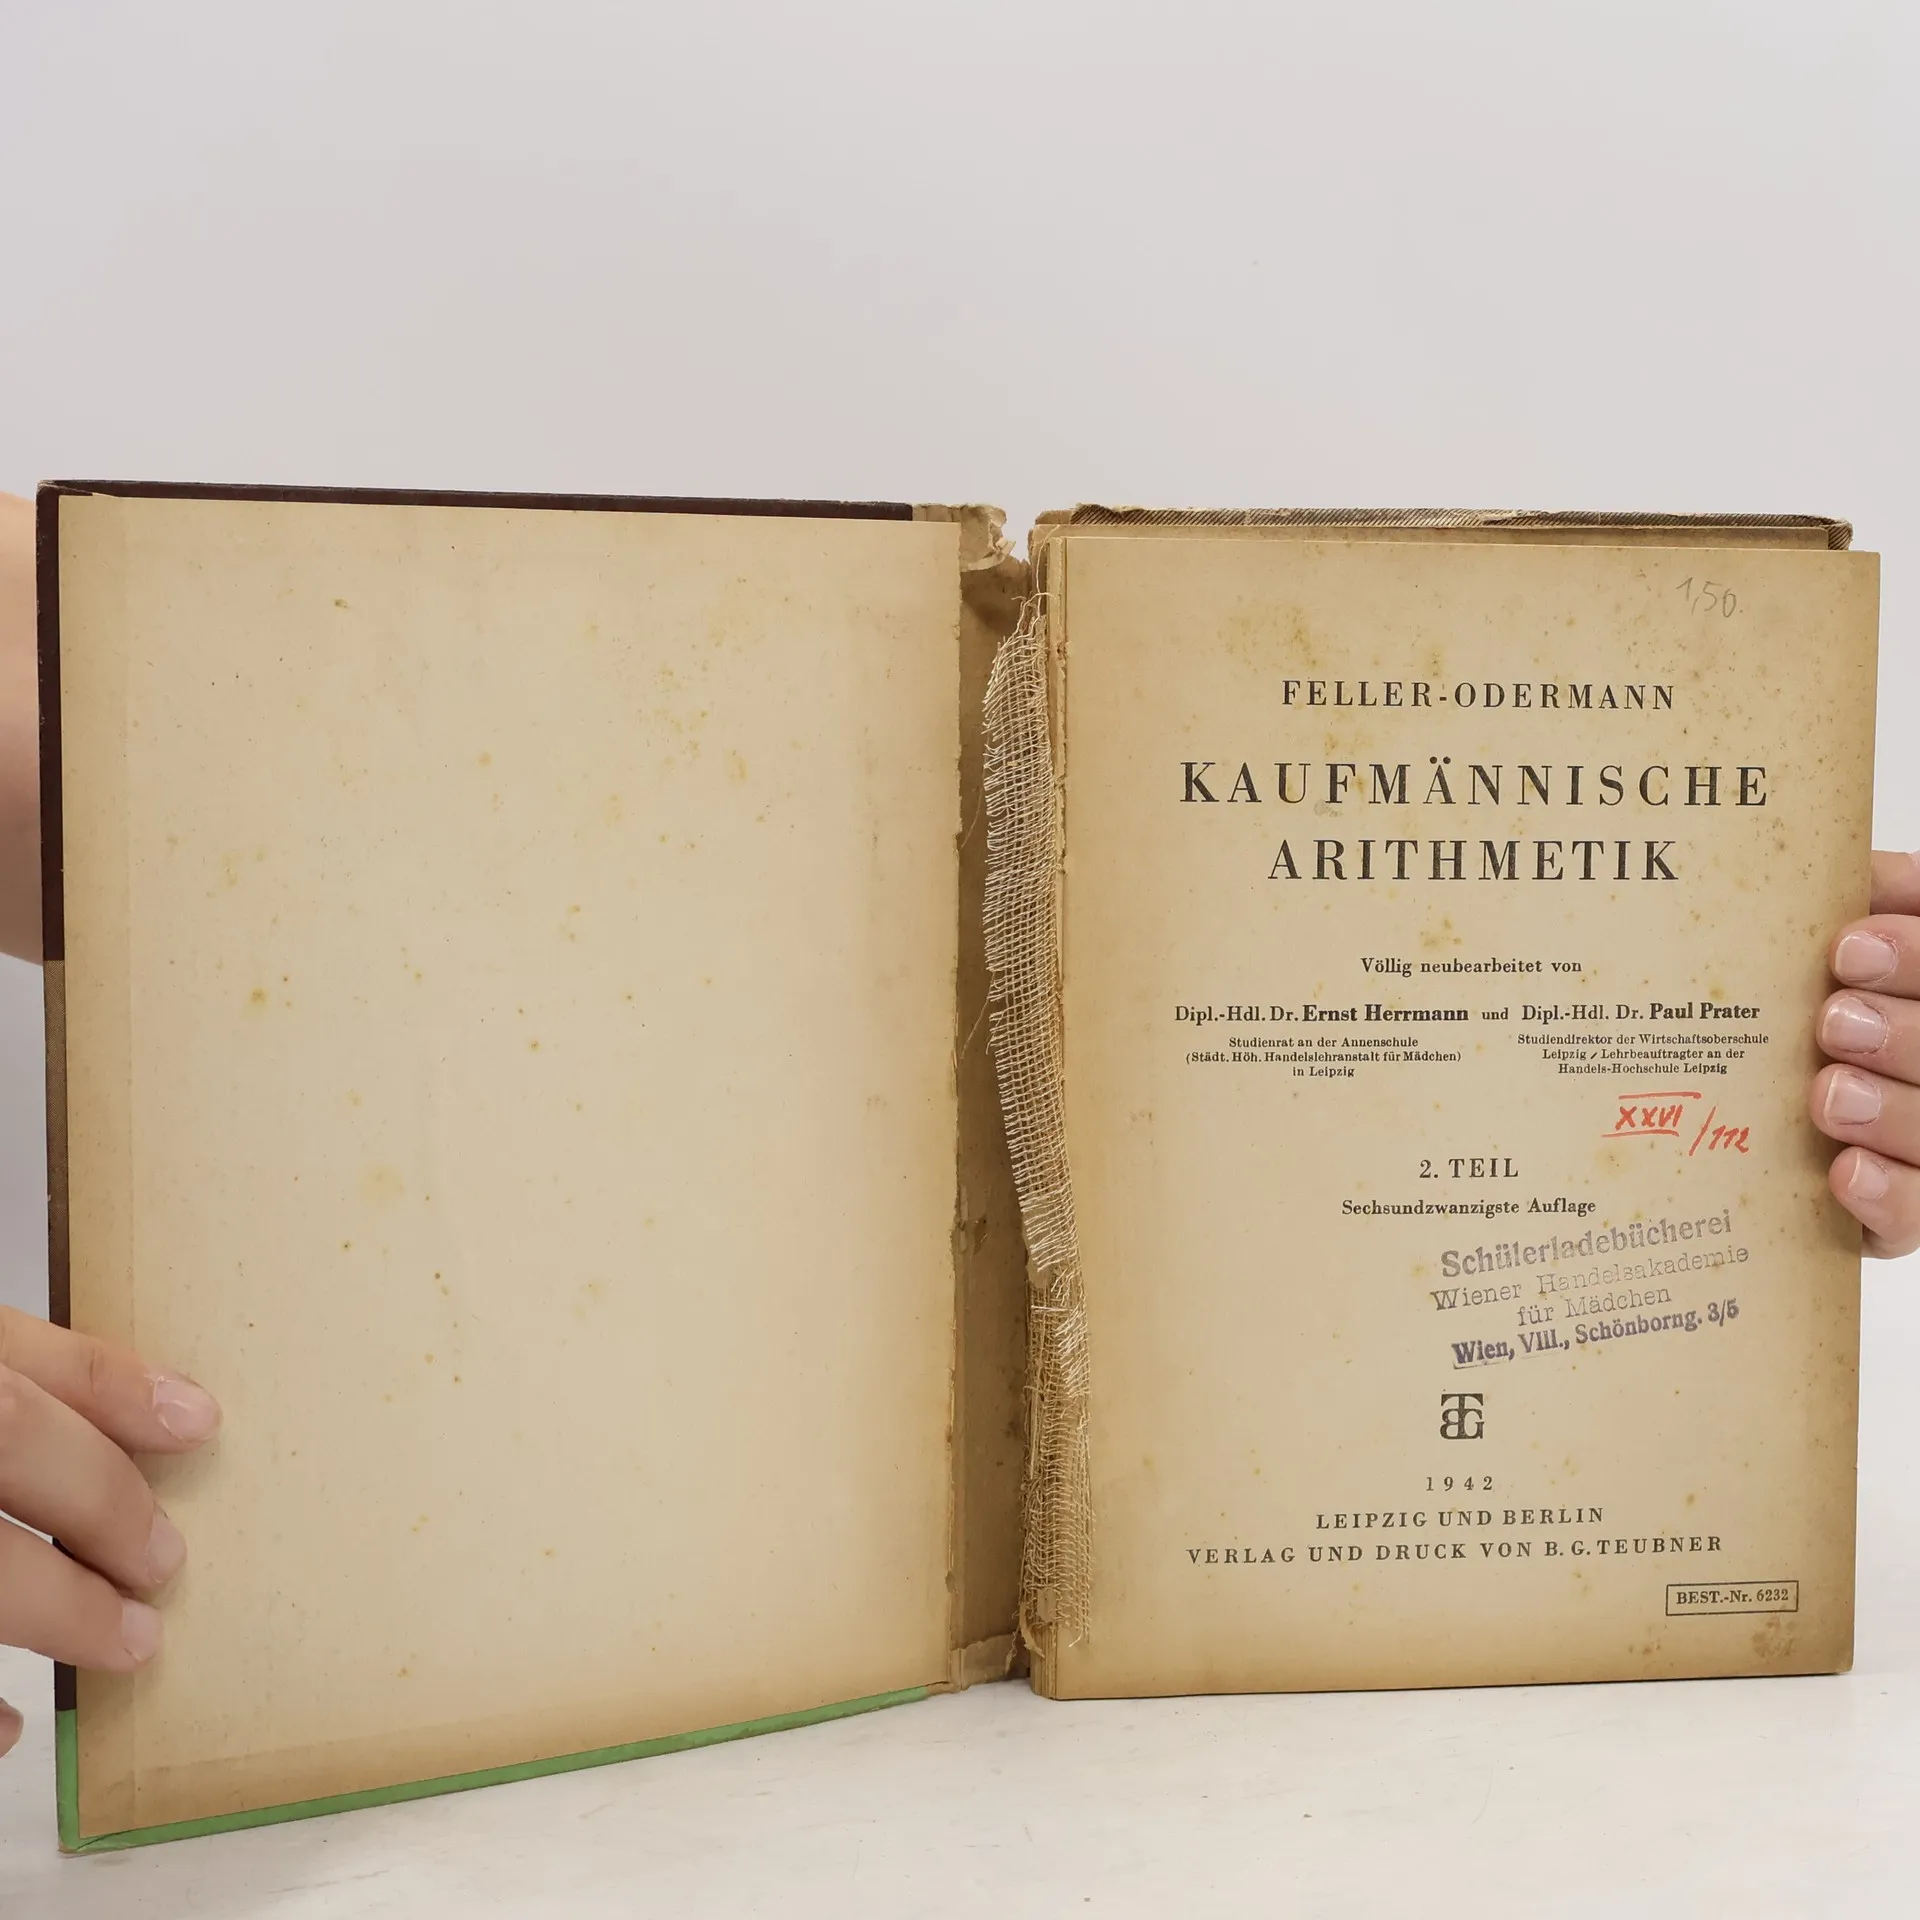 1,50.
FELLER-ODERMANN
KAUFMÄNNISCHE
ARITHMETIK
Völlig neubearbeitet von
Dipl.-Hdl. Dr. Ernst Herrmann und Dipl.-Hdl. Dr. Paul Prater
Studienrat an der Annenschule
(Städt. Höh. Handelslehranstalt für Mädchen)
in Leipzig
Studiendirektor der Wirtschaftsoberschule
Leipzig / Lehrbeauftragter an der
Handels-Hochschule Leipzig
XXVI/112
2. TEIL
Sechsundzwanzigste Auflage
Schülerladebücherei
Wiener Handelsakademie
für Mädchen
Wien, VIII., Schönborng. 3/5
BTG
1942
LEIPZIG UND BERLIN
VERLAG UND DRUCK VON B. G. TEUBNER
BEST.-Nr. 6232